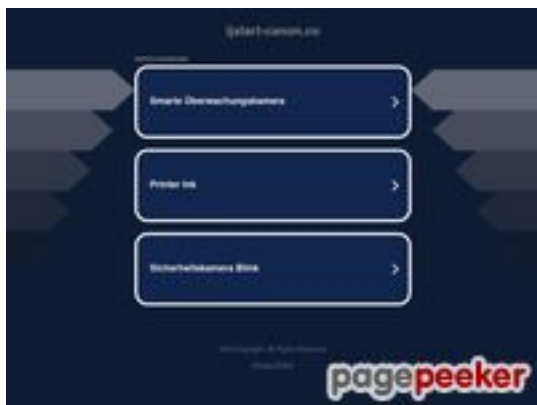 ijstart-canon.co
Smarte Überwachungskamera
Printer Ink
Sicherheitskamera Blink
pagepeeker